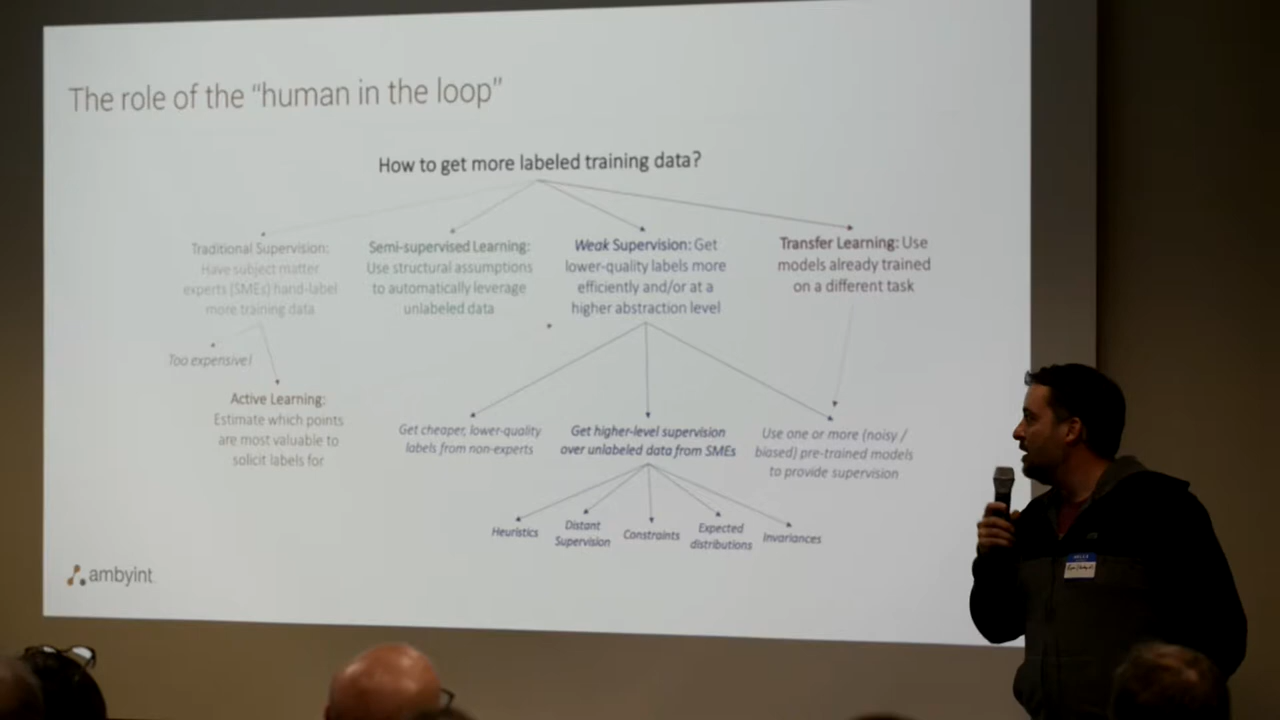 The role of the “human in the loop”
How to get more labeled training data?
Traditional Supervision:
Have subject matter
experts (SMEs) hand-label
more training data
Semi-supervised Learning:
Use structural assumptions
to automatically leverage
unlabeled data
Weak Supervision: Get
lower-quality labels more
efficiently and/or at a
higher abstraction level
Transfer Learning: Use
models already trained
on a different task
Too expensive!
Active Learning:
Estimate which points
are most valuable to
solicit labels for
Get cheaper, lower-quality
labels from non-experts
Get higher-level supervision
over unlabeled data from SMEs
Use one or more (noisy /
biased) pre-trained models
to provide supervision
Heuristics
Distant
Supervision
Constraints
Expected
distributions
Invariances
ambyint